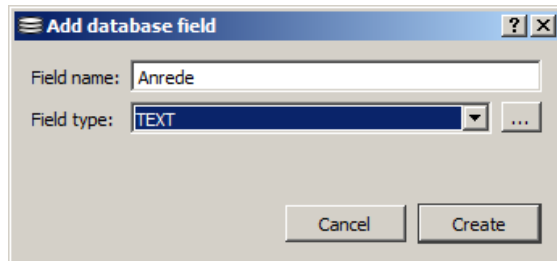 Add database field
Field name: Anrede
Field type: TEXT ...
Cancel Create